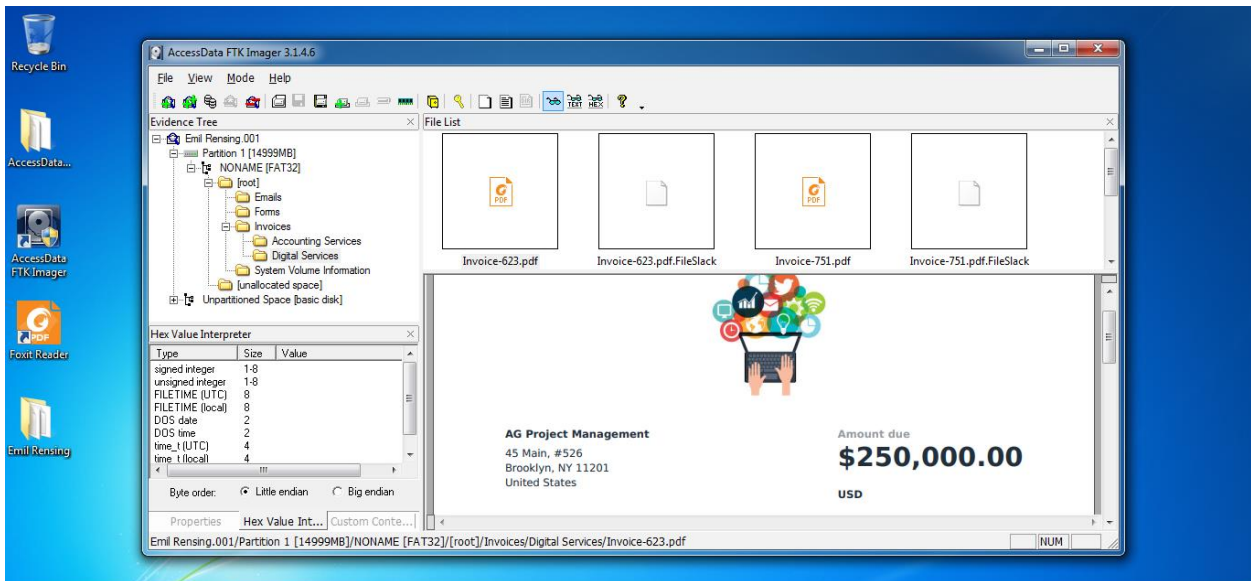 Recycle Bin
AccessData...
AccessData
FTK Imager
PDF
Foxit Reader
Emil Rensing
AccessData FTK Imager 3.1.4.6
File View Mode Help
TEXT HEX
Evidence Tree
Emil Rensing.001
Partition 1 [14999MB]
NONAME [FAT32]
[root]
Emails
Forms
Invoices
Accounting Services
Digital Services
System Volume Information
[unallocated space]
Unpartitioned Space [basic disk]
Hex Value Interpreter
Type Size Value
signed integer 1-8
unsigned integer 1-8
FILETIME (UTC) 8
FILETIME (local) 8
DOS date 2
DOS time 2
time_t (UTC) 4
time_t (local) 4
Byte order: Little endian Big endian
Properties Hex Value Int... Custom Conte...
File List
PDF PDF
Invoice-623.pdf Invoice-623.pdf.FileSlack Invoice-751.pdf Invoice-751.pdf.FileSlack
AG Project Management
45 Main, #526
Brooklyn, NY 11201
United States
Amount due
$250,000.00
USD
Emil Rensing.001/Partition 1 [14999MB]/NONAME [FAT32]/[root]/Invoices/Digital Services/Invoice-623.pdf
NUM